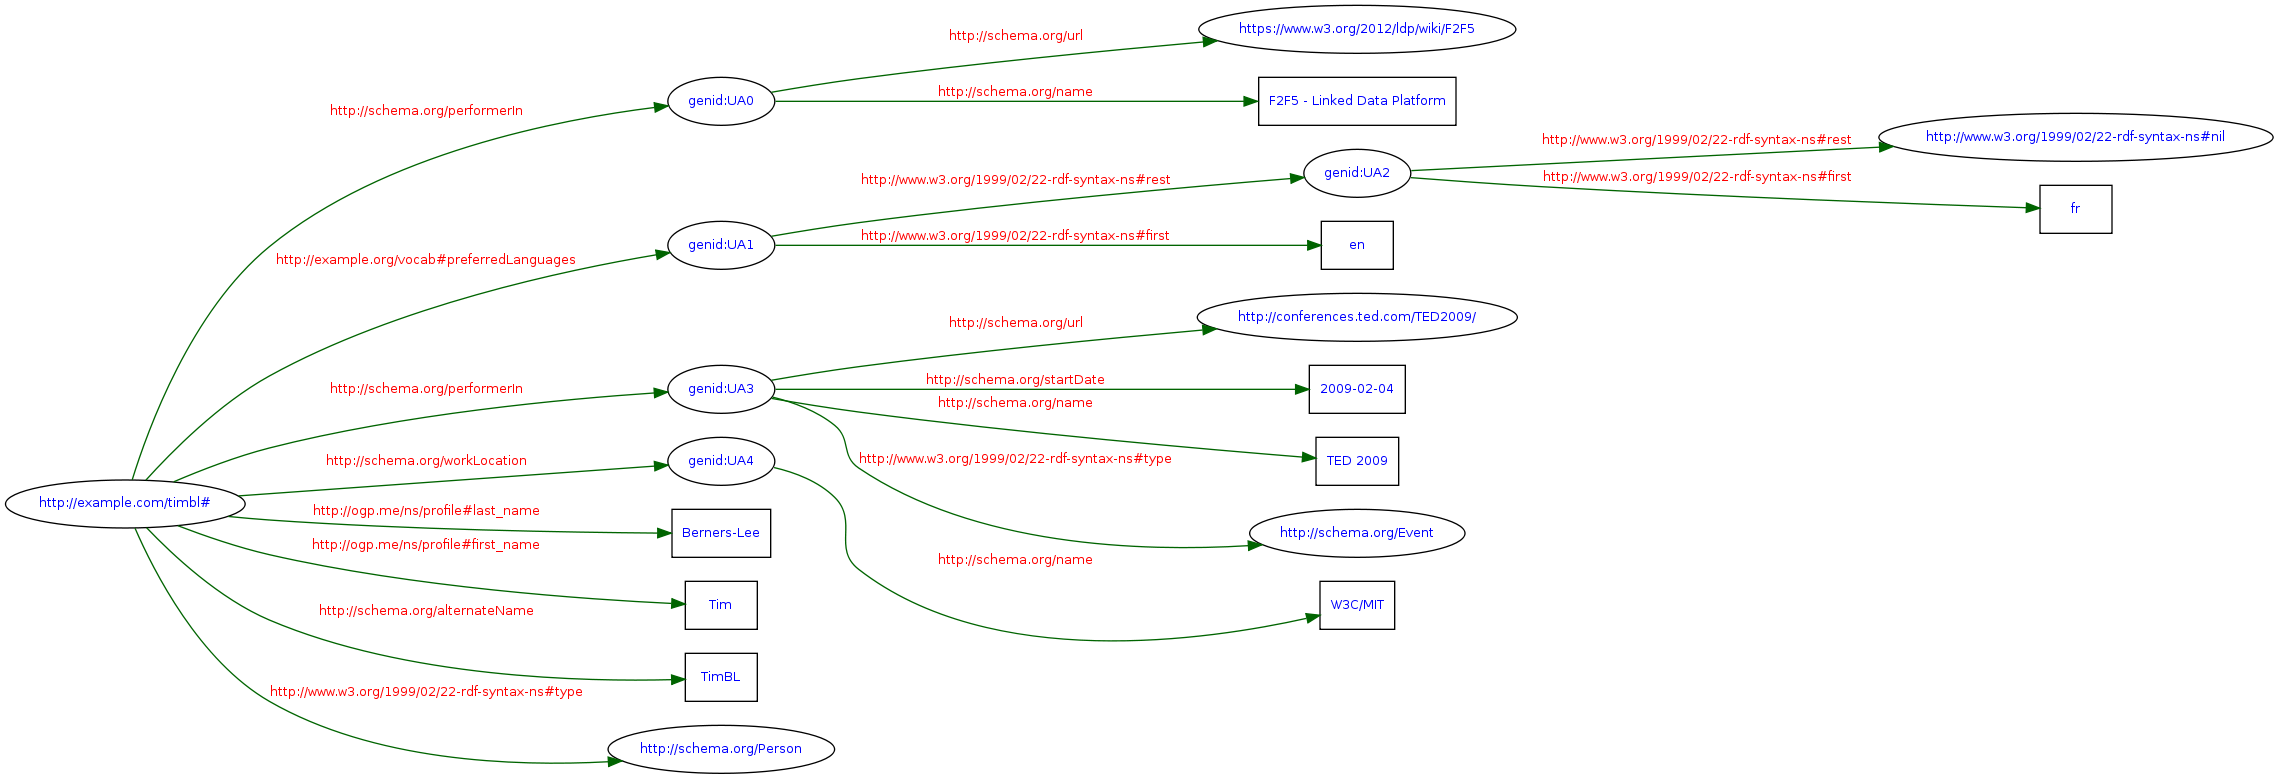 https://www.w3.org/2012/ldp/wiki/F2F5
http://schema.org/url
genid:UA0
http://schema.org/name
F2F5 - Linked Data Platform
http://schema.org/performerIn
http://www.w3.org/1999/02/22-rdf-syntax-ns#rest
http://www.w3.org/1999/02/22-rdf-syntax-ns#nil
genid:UA2
http://www.w3.org/1999/02/22-rdf-syntax-ns#rest
http://www.w3.org/1999/02/22-rdf-syntax-ns#first
fr
http://www.w3.org/1999/02/22-rdf-syntax-ns#first
genid:UA1
en
http://example.org/vocab#preferredLanguages
http://conferences.ted.com/TED2009/
http://schema.org/url
http://schema.org/performerIn
genid:UA3
http://schema.org/startDate
2009-02-04
http://schema.org/name
http://schema.org/workLocation
genid:UA4
http://www.w3.org/1999/02/22-rdf-syntax-ns#type
TED 2009
http://example.com/timbl#
http://ogp.me/ns/profile#last_name
Berners-Lee
http://schema.org/Event
http://ogp.me/ns/profile#first_name
http://schema.org/name
Tim
W3C/MIT
http://schema.org/alternateName
TimBL
http://www.w3.org/1999/02/22-rdf-syntax-ns#type
http://schema.org/Person